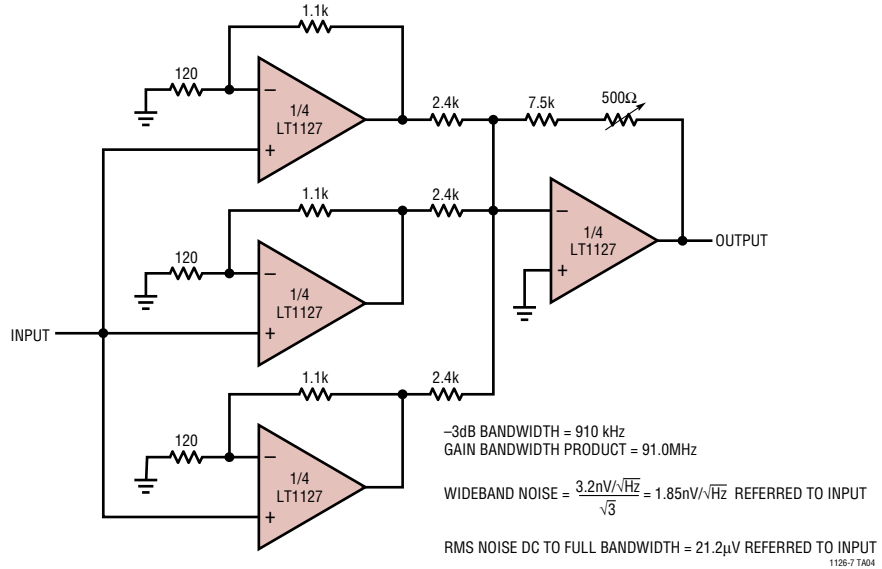 1.1k
120
−
1/4
LT1127
+
2.4k
7.5k
500Ω
1.1k
2.4k
120
−
1/4
LT1127
+
−
1/4
LT1127
+
OUTPUT
INPUT
1.1k
2.4k
120
−
1/4
LT1127
+
–3dB BANDWIDTH = 910 kHz
GAIN BANDWIDTH PRODUCT = 91.0MHz
WIDEBAND NOISE = 3.2nV/√Hz / √3 = 1.85nV/√Hz REFERRED TO INPUT
RMS NOISE DC TO FULL BANDWIDTH = 21.2µV REFERRED TO INPUT
1126-7 TA04